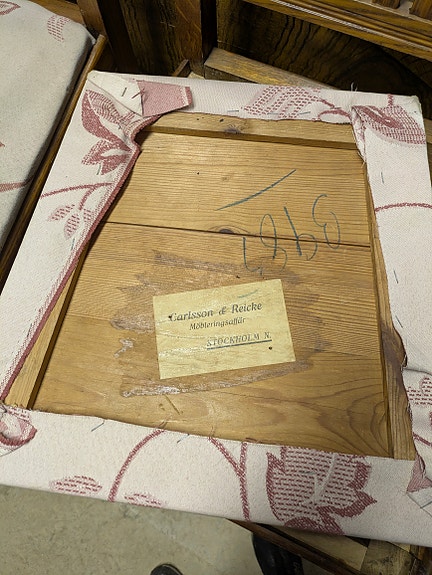 Carlsson & Reicke
Möbleringsaffär
STOCKHOLM N.